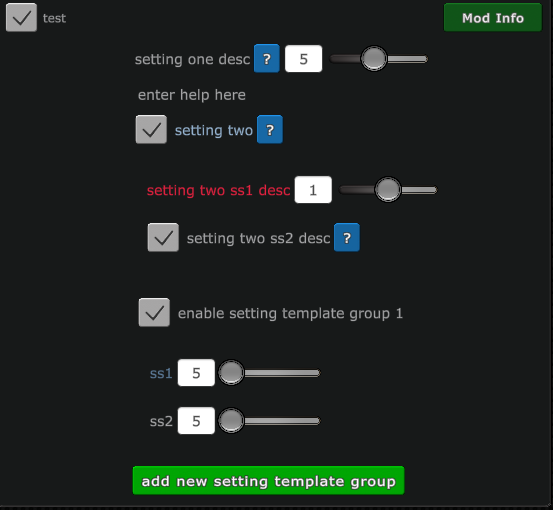 test Mod Info
setting one desc ? 5
enter help here
setting two ?
setting two ss1 desc 1
setting two ss2 desc ?
enable setting template group 1
ss1 5
ss2 5
add new setting template group